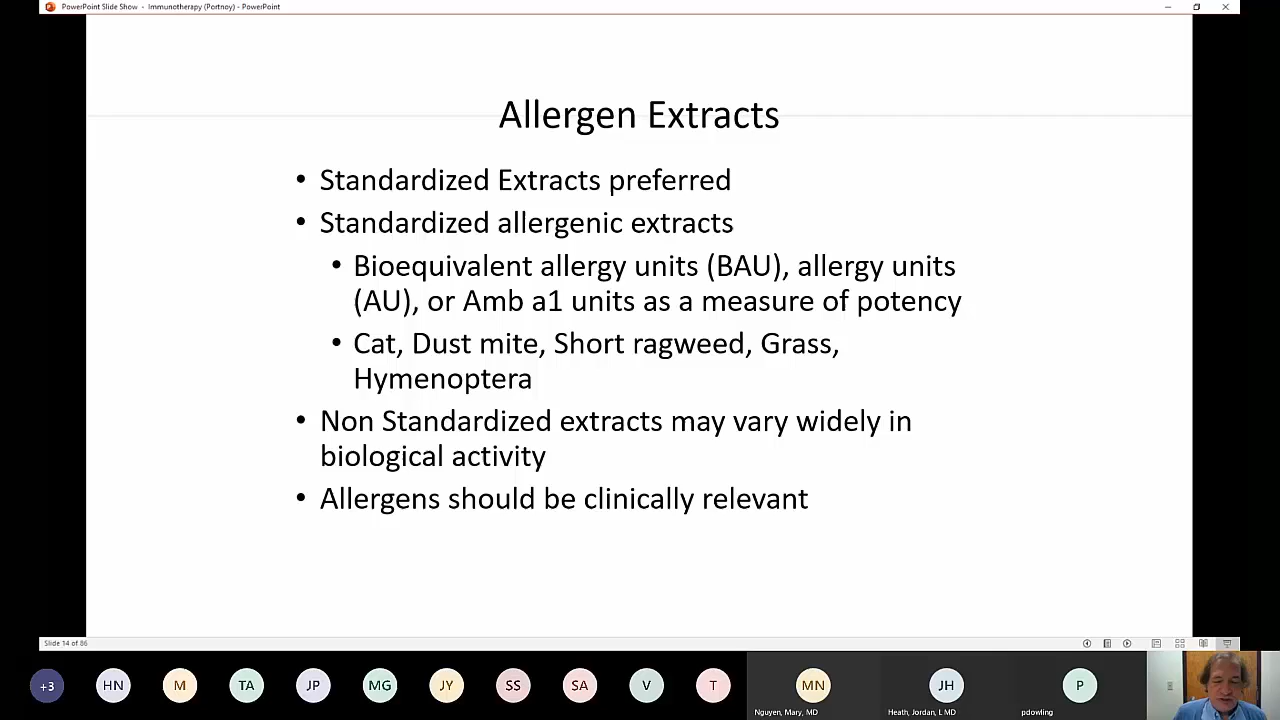 PowerPoint Slide Show - Immunotherapy (Portnoy) - PowerPoint
Allergen Extracts
• Standardized Extracts preferred
• Standardized allergenic extracts
• Bioequivalent allergy units (BAU), allergy units
(AU), or Amb a1 units as a measure of potency
• Cat, Dust mite, Short ragweed, Grass,
Hymenoptera
• Non Standardized extracts may vary widely in
biological activity
• Allergens should be clinically relevant
Slide 14 of 86
+3 HN M TA JP MG JY SS SA V T MN JH P
Nguyen, Mary, MD Heath, Jordan, L MD pdowling